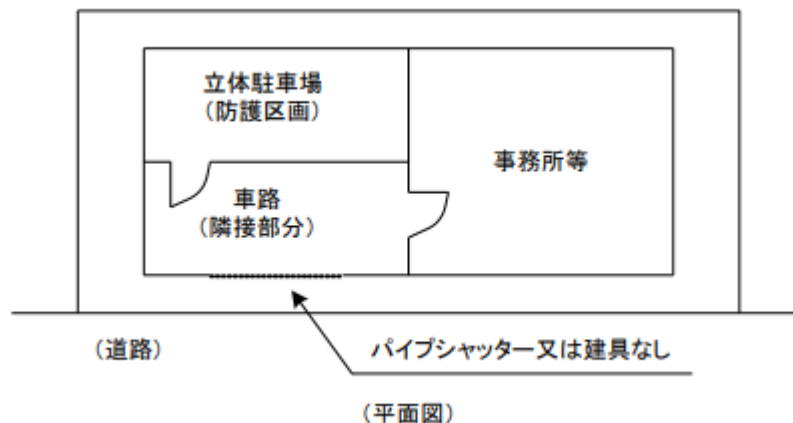 立体駐車場
（防護区画）
事務所等
車路
（隣接部分）
（道路）
パイプシャッター又は建具なし
（平面図）